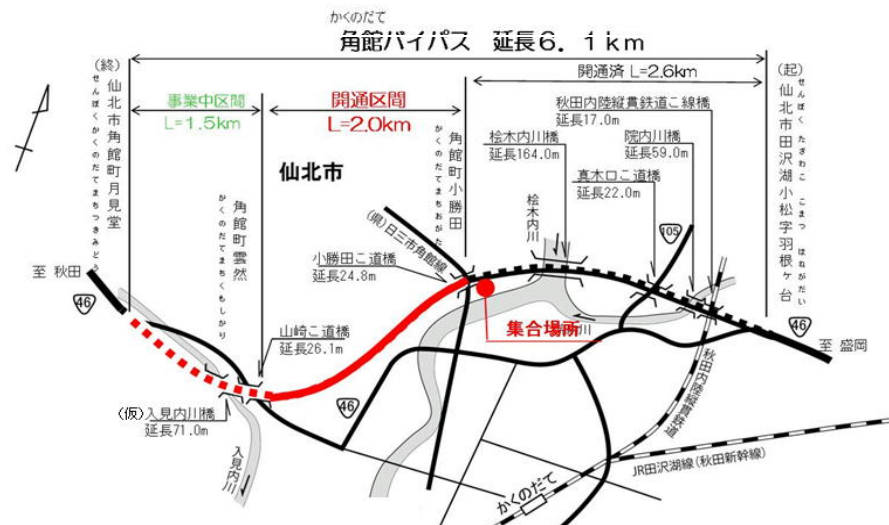 かくのだて
角館バイパス 延長6.1km
(終)
仙北市角館町月見堂
せんぼくかくのだてまちつきみどう
事業中区間
L=1.5km
開通区間
L=2.0km
開通済 L=2.6km
(起)
仙北市田沢湖小松字羽根ヶ台
せんぼく たざわこ こまつ はねがだい
角館町小勝田
かくのだてまちおがた
角館町雲然
かくのだてまちくもしかり
仙北市
秋田内陸縦貫鉄道こ線橋
延長17.0m
桧木内川橋
延長164.0m
院内川橋
延長59.0m
真木口こ道橋
延長22.0m
桧木内川
105
(県)日三市角館線
小勝田こ道橋
延長24.8m
至 秋田
46
集合場所
46
至 盛岡
山崎こ道橋
延長26.1m
46
(仮)入見内川橋
延長71.0m
入見内川
秋田内陸縦貫鉄道
JR田沢湖線(秋田新幹線)
かくのだて